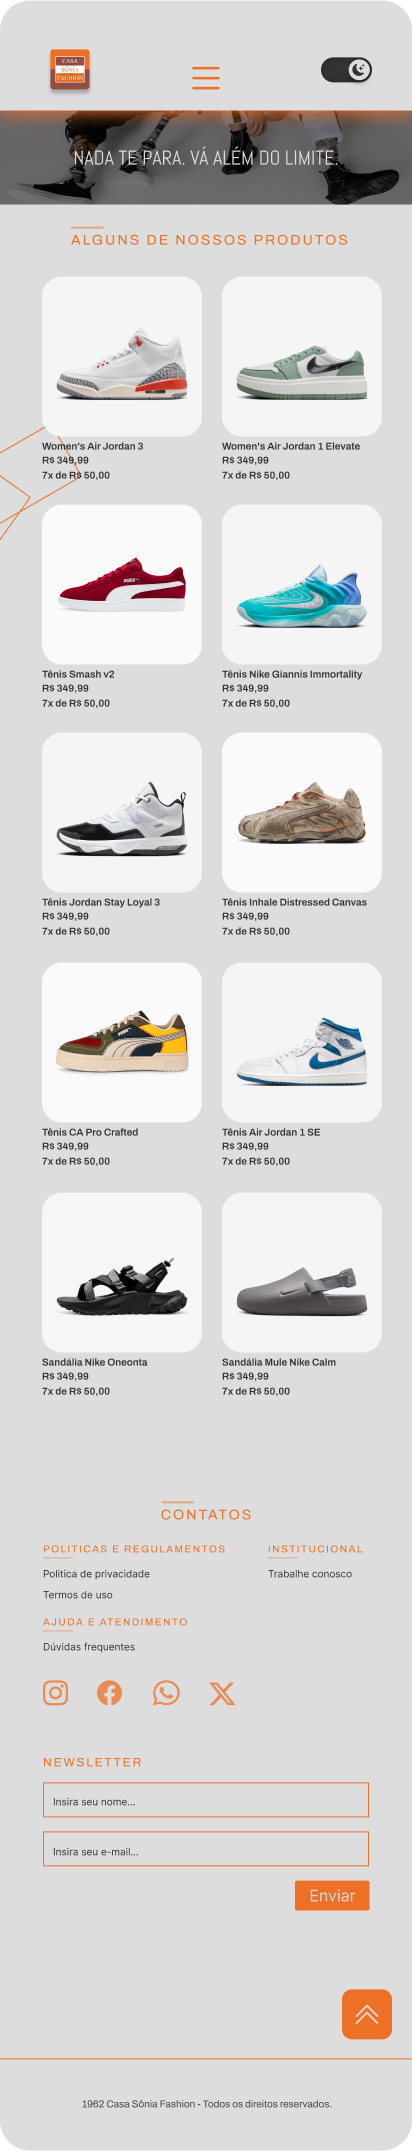 CASA
SÔNIA
FACHION
NADA TE PARA. VÁ ALÉM DO LIMITE.
ALGUNS DE NOSSOS PRODUTOS
Women's Air Jordan 3
R$ 349,99
7x de R$ 50,00
Women's Air Jordan 1 Elevate
R$ 349,99
7x de R$ 50,00
Tênis Smash v2
R$ 349,99
7x de R$ 50,00
Tênis Nike Giannis Immortality
R$ 349,99
7x de R$ 50,00
Tênis Jordan Stay Loyal 3
R$ 349,99
7x de R$ 50,00
Tênis Inhale Distressed Canvas
R$ 349,99
7x de R$ 50,00
Tênis CA Pro Crafted
R$ 349,99
7x de R$ 50,00
Tênis Air Jordan 1 SE
R$ 349,99
7x de R$ 50,00
Sandália Nike Oneonta
R$ 349,99
7x de R$ 50,00
Sandália Mule Nike Calm
R$ 349,99
7x de R$ 50,00
CONTATOS
POLITICAS E REGULAMENTOS
Politica de privacidade
Termos de uso
INSTITUCIONAL
Trabalhe conosco
AJUDA E ATENDIMENTO
Dúvidas frequentes
NEWSLETTER
Insira seu nome...
Insira seu e-mail...
Enviar
1962 Casa Sônia Fashion - Todos os direitos reservados.